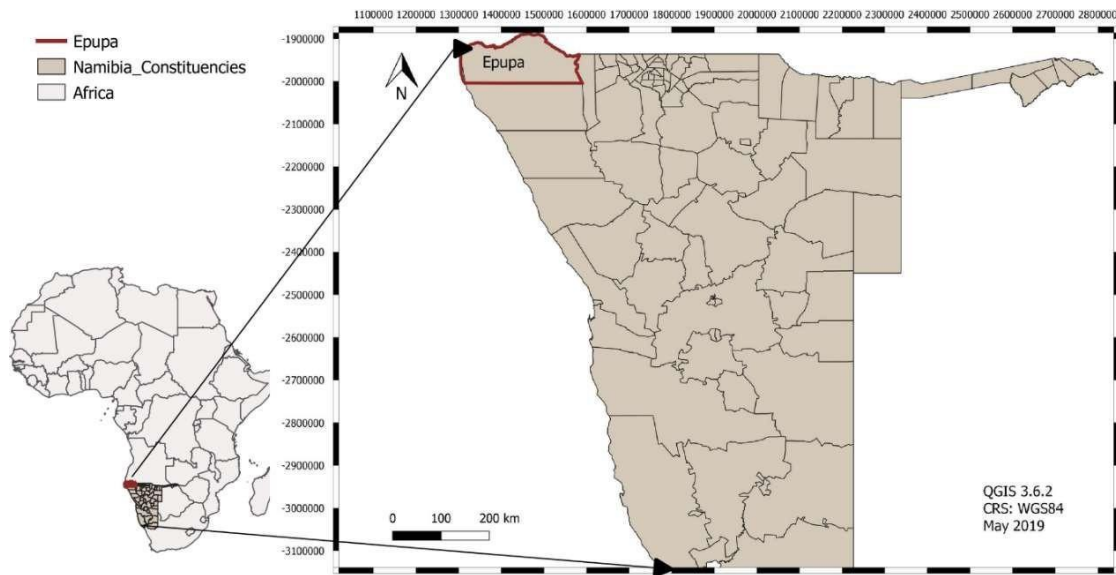 Epupa
Namibia_Constituencies
Africa
1100000 1200000 1300000 1400000 1500000 1600000 1700000 1800000 1900000 2000000 2100000 2200000 2300000 2400000 2500000 2600000 2700000 2800000
-1900000
-2000000
-2100000
-2200000
-2300000
-2400000
-2500000
-2600000
-2700000
-2800000
-2900000
-3000000
-3100000
N
Epupa
0 100 200 km
QGIS 3.6.2
CRS: WGS84
May 2019